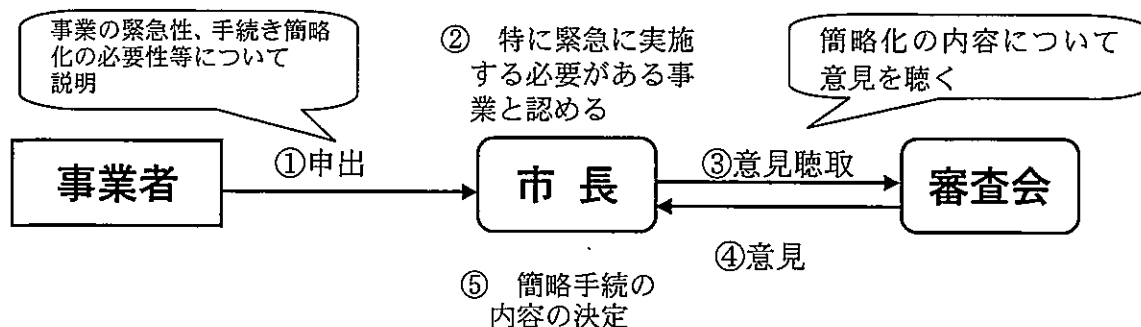 事業の緊急性、手続き簡略
化の必要性等について
説明
② 特に緊急に実施
する必要がある事
業と認める
簡略化の内容について
意見を聴く
事業者
①申出
市長
③意見聴取
審査会
④意見
⑤ 簡略手続の
内容の決定